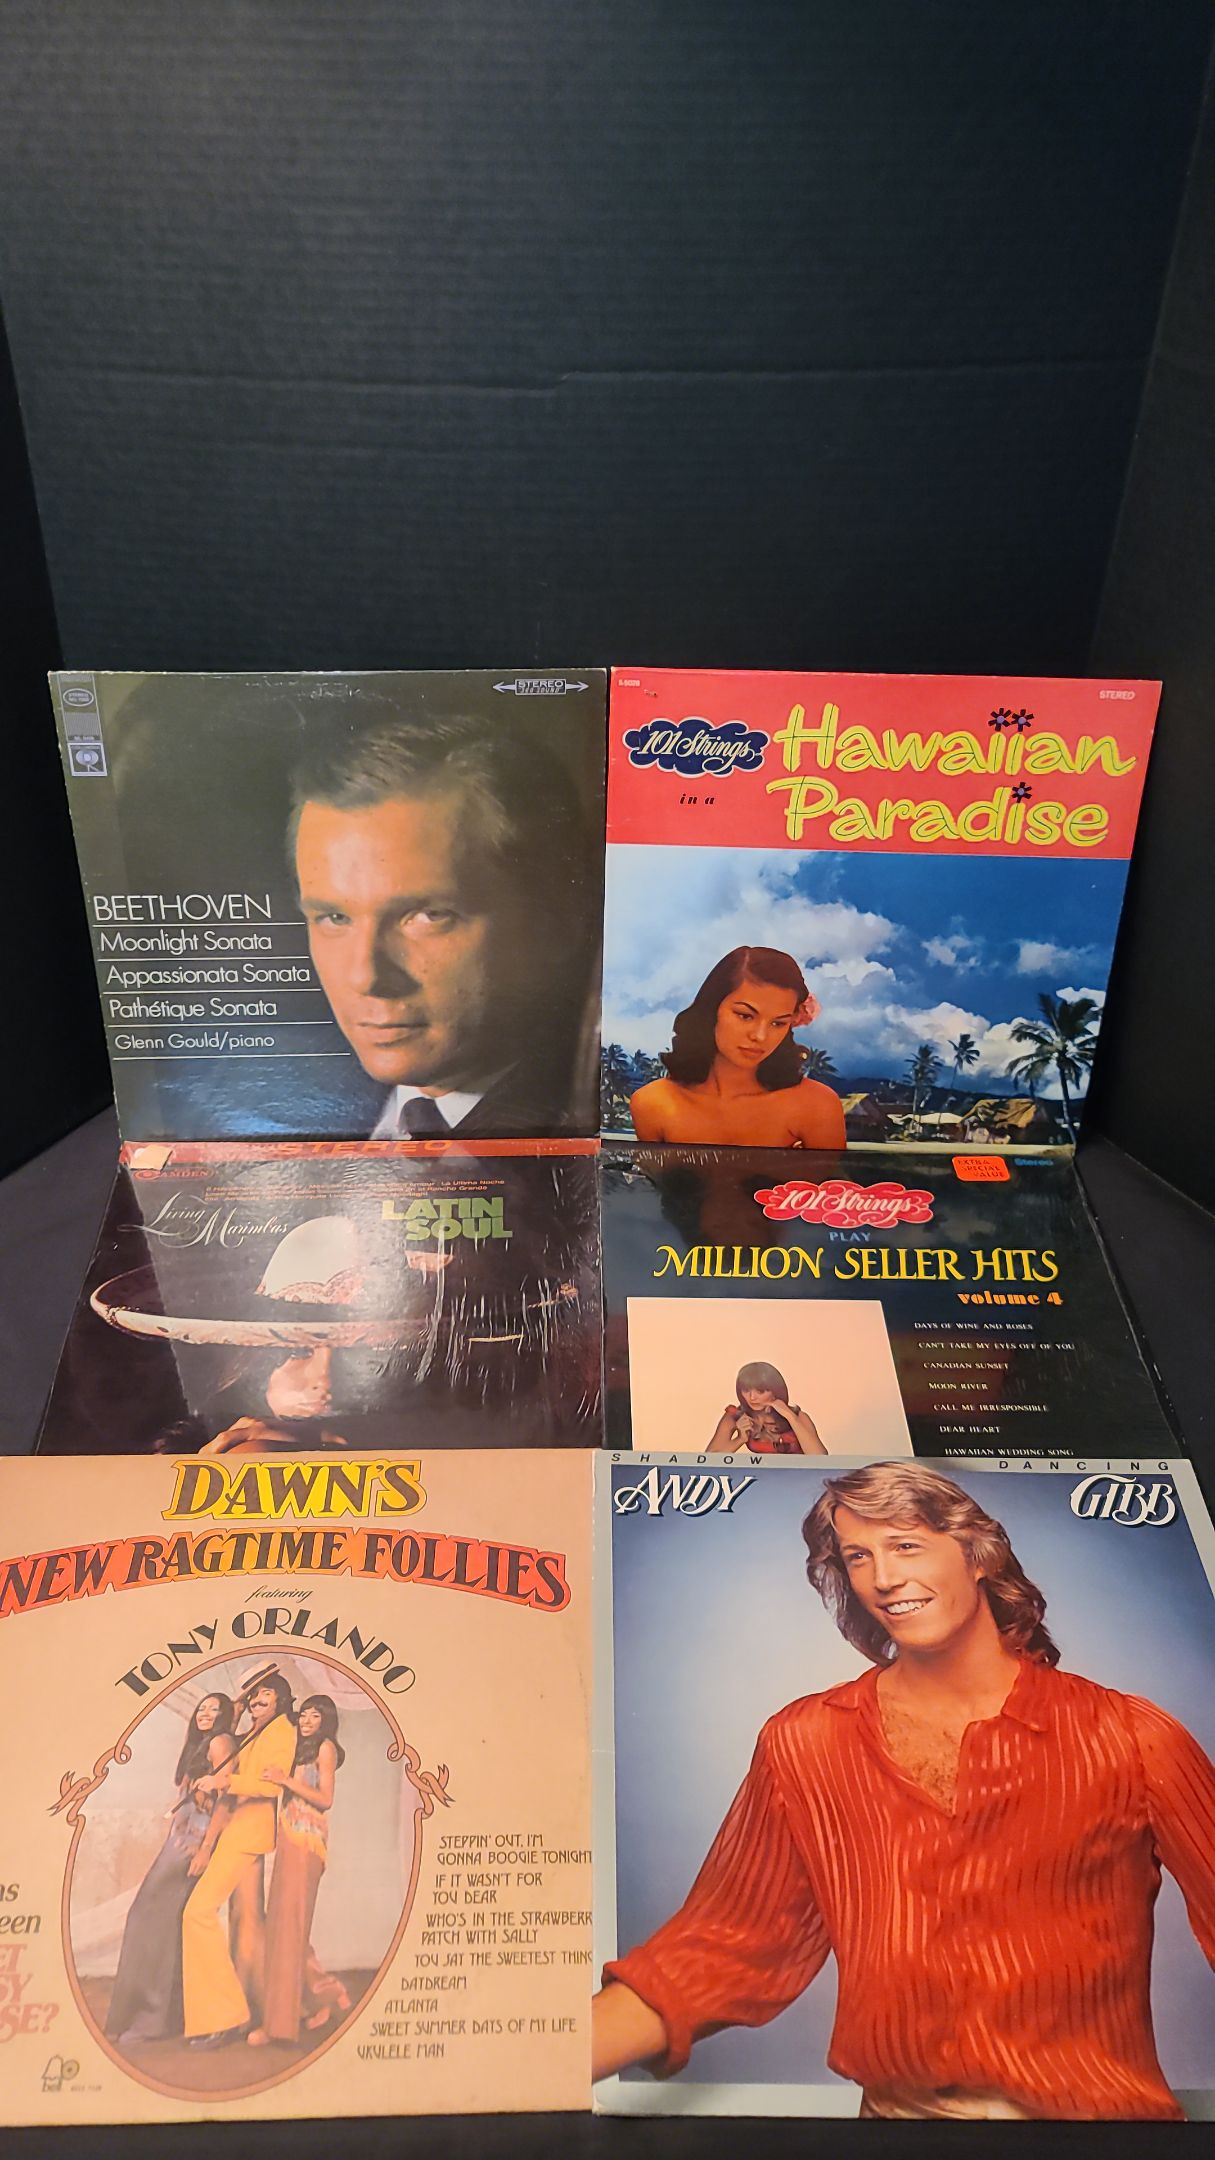 STEREO
360 SOUND
BEETHOVEN
Moonlight Sonata
Appassionata Sonata
Pathétique Sonata
Glenn Gould/piano
S-5028
STEREO
101 Strings
in a
Hawaiian
Paradise
STEREO
CAMDEN
Living
Marimbas
LATIN
SOUL
EXTRA
SPECIAL
VALUE
Stereo
101 Strings
PLAY
MILLION SELLER HITS
volume 4
DAYS OF WINE AND ROSES
CAN'T TAKE MY EYES OFF OF YOU
CANADIAN SUNSET
MOON RIVER
CALL ME IRRESPONSIBLE
DEAR HEART
HAWAIIAN WEDDING SONG
DAWN'S
NEW RAGTIME FOLLIES
featuring
TONY ORLANDO
STEPPIN' OUT, I'M
GONNA BOOGIE TONIGHT
IF IT WASN'T FOR
YOU DEAR
WHO'S IN THE STRAWBERR
PATCH WITH SALLY
YOU SAY THE SWEETEST THING
DAYDREAM
ATLANTA
SWEET SUMMER DAYS OF MY LIFE
UKULELE MAN
bell
SHADOW DANCING
ANDY GIBB